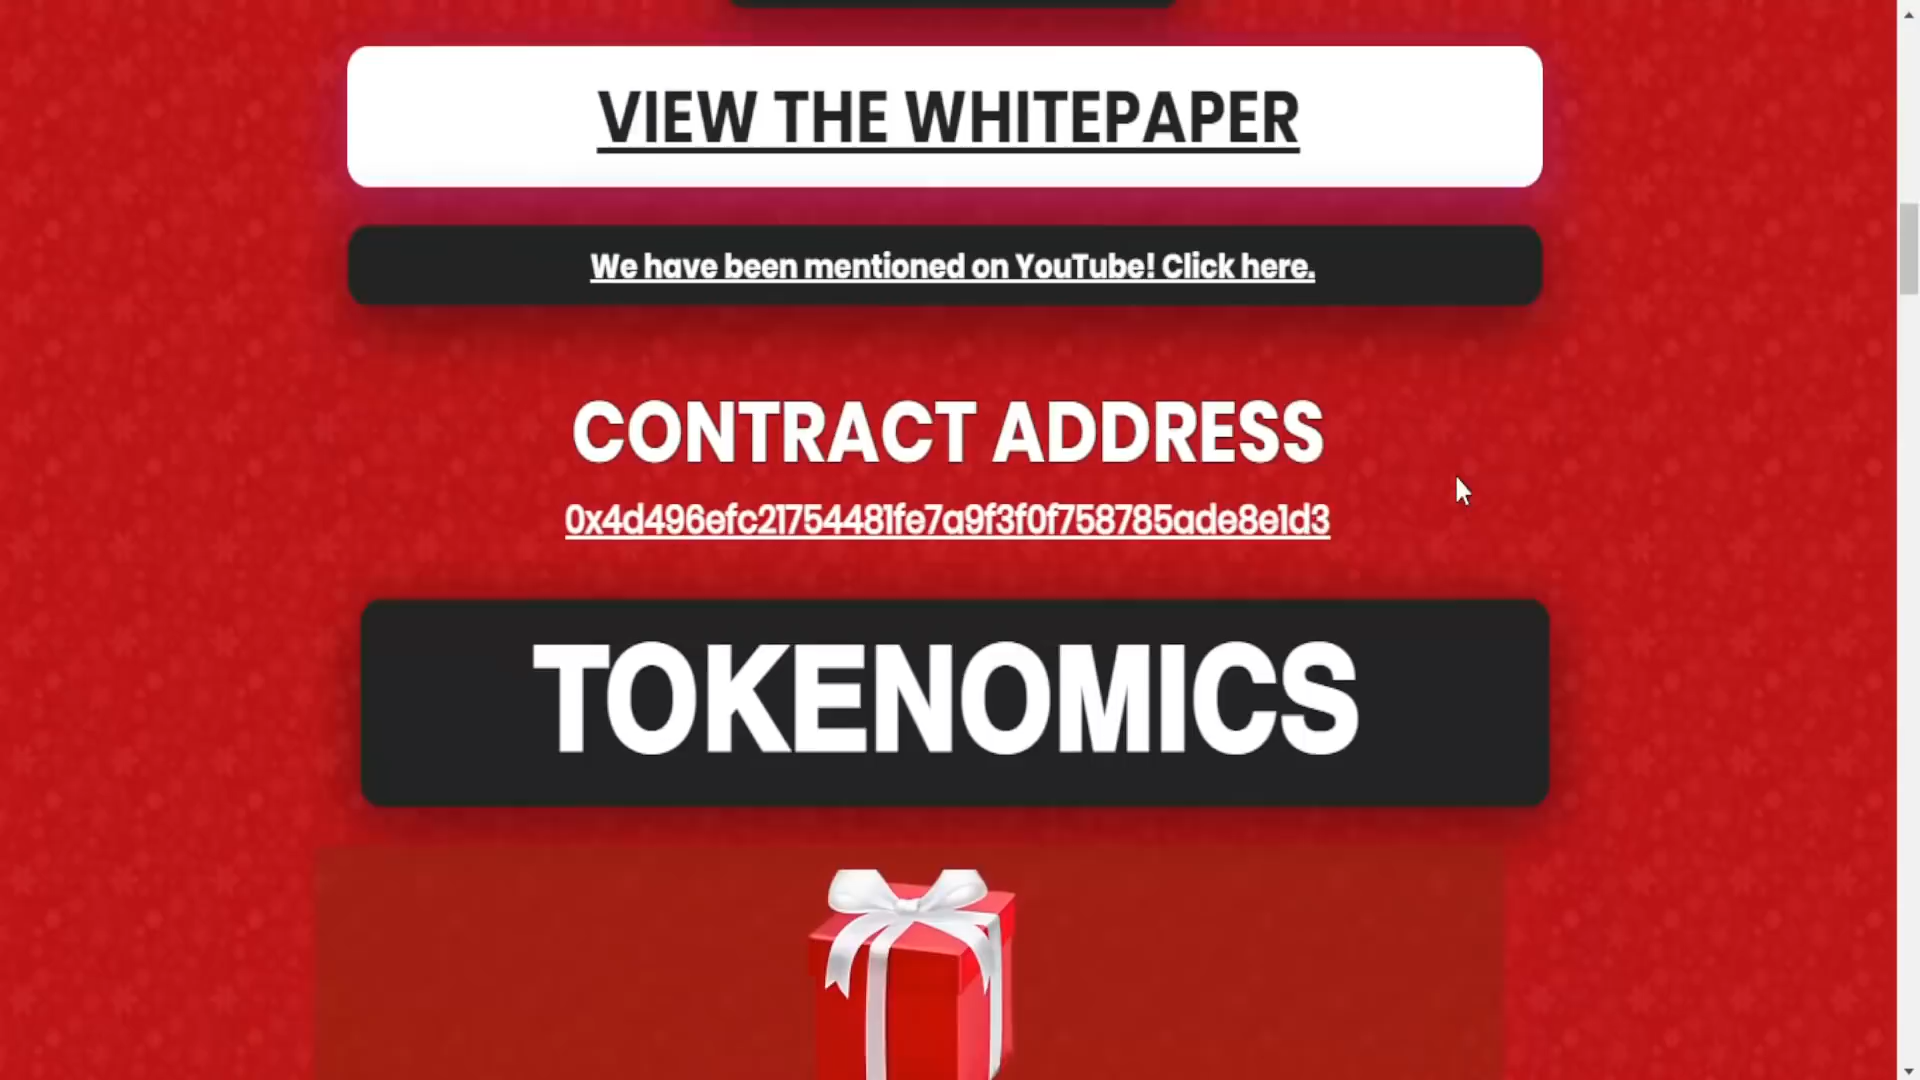 VIEW THE WHITEPAPER
We have been mentioned on YouTube! Click here.
CONTRACT ADDRESS
0x4d496efc21754481fe7a9f3f0f758785ade8e1d3
TOKENOMICS